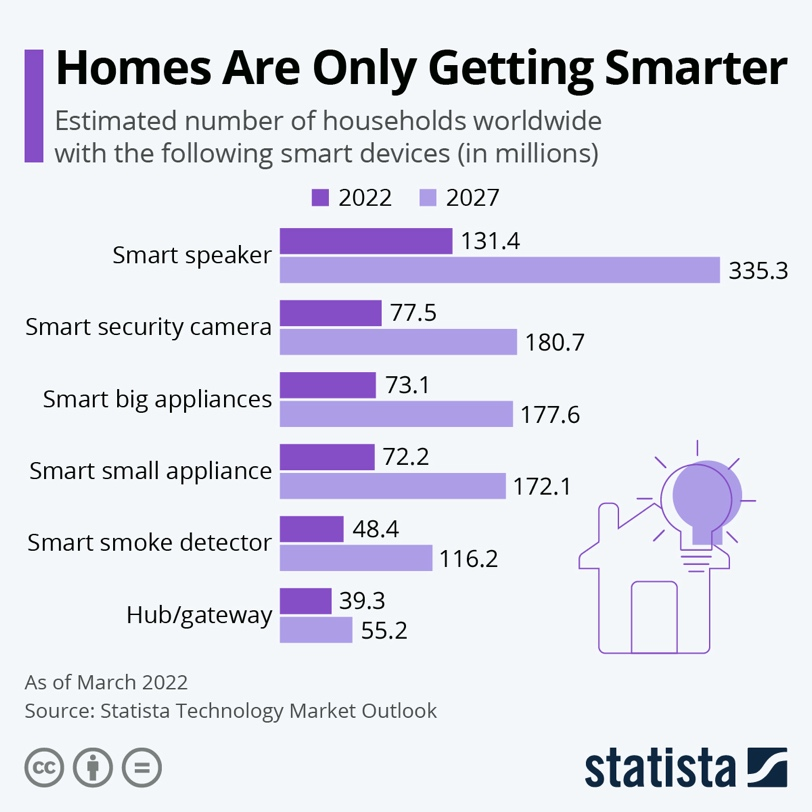 Homes Are Only Getting Smarter
Estimated number of households worldwide
with the following smart devices (in millions)
2022 2027
Smart speaker 131.4
335.3
Smart security camera 77.5
180.7
Smart big appliances 73.1
177.6
Smart small appliance 72.2
172.1
Smart smoke detector 48.4
116.2
Hub/gateway 39.3
55.2
As of March 2022
Source: Statista Technology Market Outlook
cc
statista